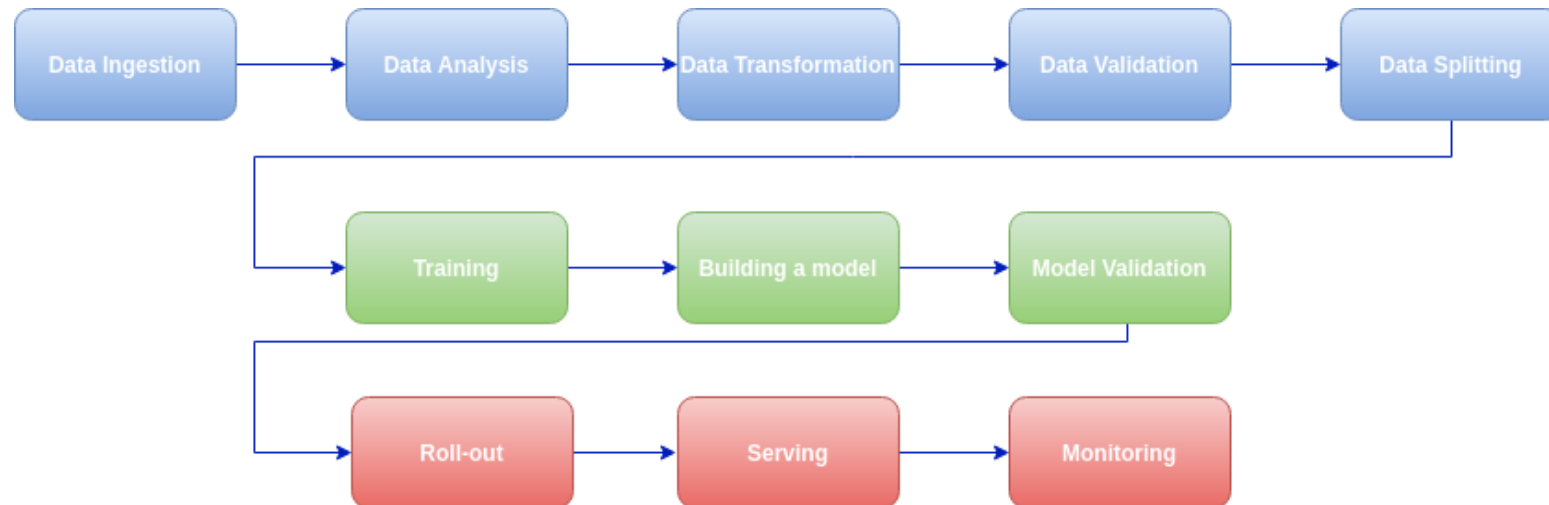 Data Ingestion
Data Analysis
Data Transformation
Data Validation
Data Splitting
Training
Building a model
Model Validation
Roll-out
Serving
Monitoring